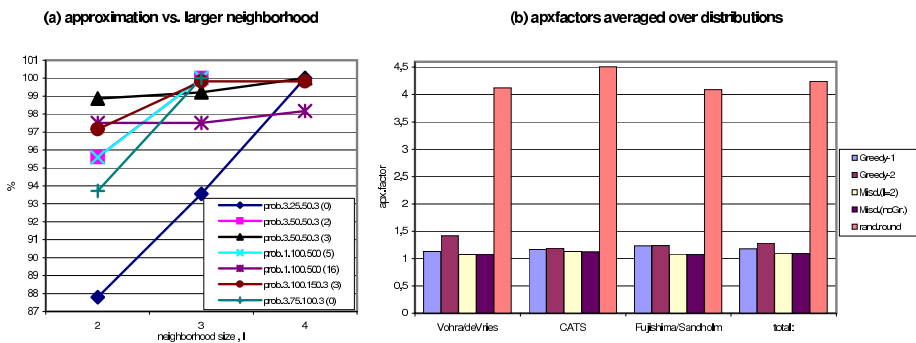 (a) approximation vs. larger neighborhood
101
100
99
98
97
96
95
94
93
92
91
90
89
88
87
%
2
3
4
neighborhood size , l
prob.3.25.50.3 (0)
prob.3.50.50.3 (2)
prob.3.50.50.3 (3)
prob.1.100.500 (5)
prob.1.100.500 (16)
prob.3.100.150.3 (3)
prob.3.75.100.3 (0)
(b) apxfactors averaged over distributions
4,5
4
3,5
3
2,5
2
1,5
1
0,5
0
apx.factor
Vohra/deVries
CATS
Fujishima/Sandholm
total:
Greedy-1
Greedy-2
Misd.(l=2)
Misd.(noGr.)
rand.round